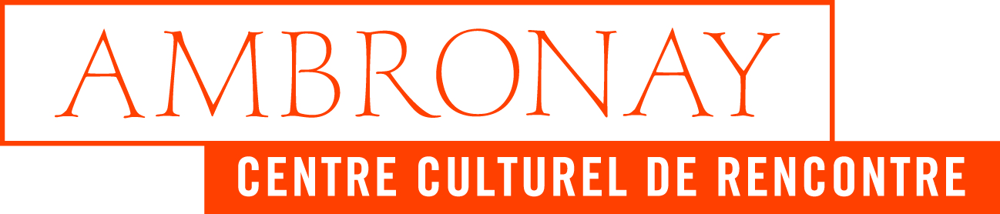 AMBRONAY
CENTRE CULTUREL DE RENCONTRE